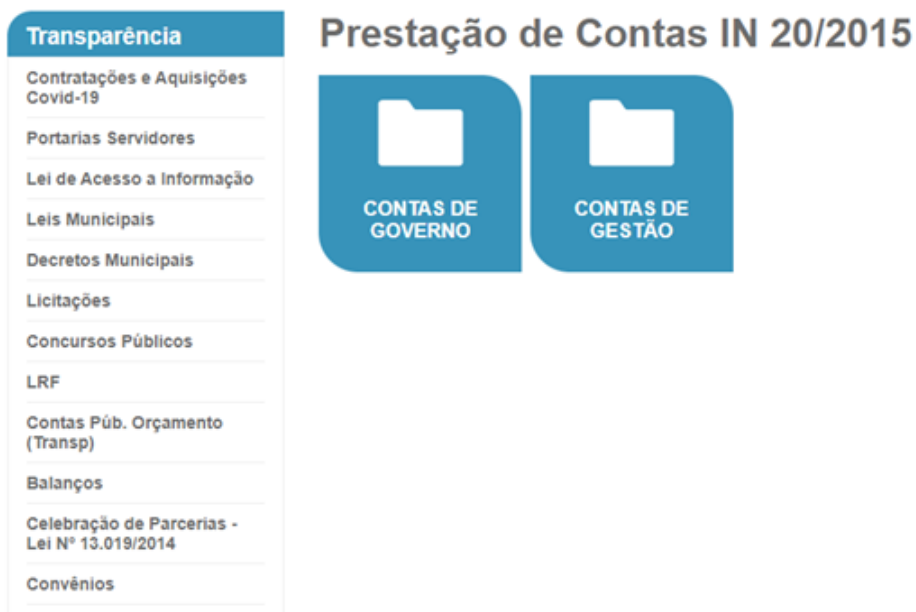 Transparência
Contratações e Aquisições
Covid-19
Portarias Servidores
Lei de Acesso a Informação
Leis Municipais
Decretos Municipais
Licitações
Concursos Públicos
LRF
Contas Púb. Orçamento
(Transp)
Balanços
Celebração de Parcerias -
Lei Nº 13.019/2014
Convênios
Prestação de Contas IN 20/2015
CONTAS DE
GOVERNO
CONTAS DE
GESTÃO